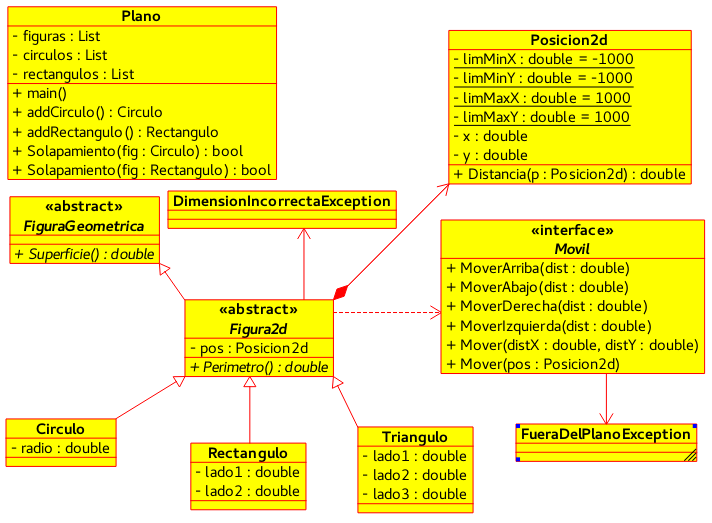 Plano
- figuras : List
- circulos : List
- rectangulos : List
+ main()
+ addCirculo() : Circulo
+ addRectangulo() : Rectangulo
+ Solapamiento(fig : Circulo) : bool
+ Solapamiento(fig : Rectangulo) : bool
Posicion2d
- limMinX : double = -1000
- limMinY : double = -1000
- limMaxX : double = 1000
- limMaxY : double = 1000
- x : double
- y : double
+ Distancia(p : Posicion2d) : double
«abstract»
FiguraGeometrica
+ Superficie() : double
DimensionIncorrectaException
«interface»
Movil
+ MoverArriba(dist : double)
+ MoverAbajo(dist : double)
+ MoverDerecha(dist : double)
+ MoverIzquierda(dist : double)
+ Mover(distX : double, distY : double)
+ Mover(pos : Posicion2d)
«abstract»
Figura2d
- pos : Posicion2d
+ Perimetro() : double
Circulo
- radio : double
Rectangulo
- lado1 : double
- lado2 : double
Triangulo
- lado1 : double
- lado2 : double
- lado3 : double
FueraDelPlanoException